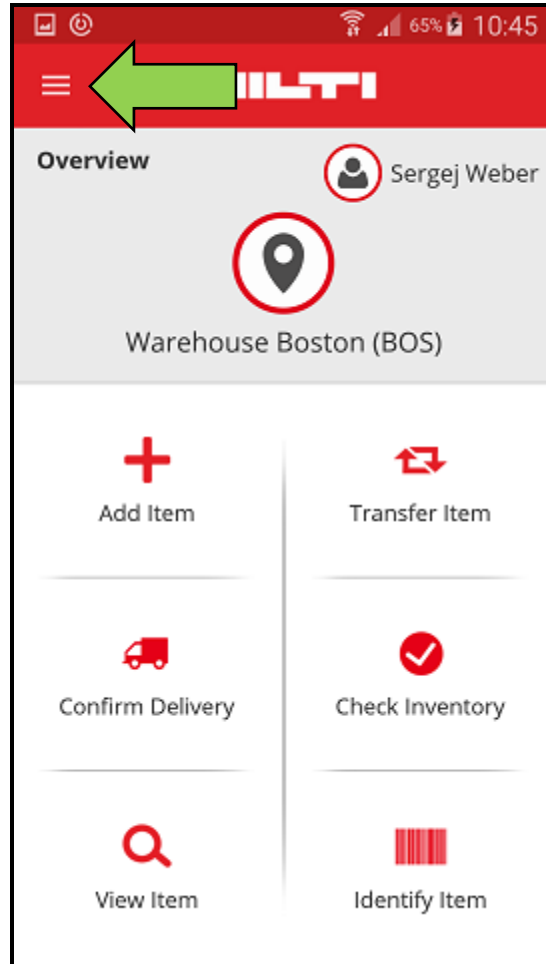 65% 10:45
HILTI
Overview
Sergej Weber
Warehouse Boston (BOS)
Add Item
Transfer Item
Confirm Delivery
Check Inventory
View Item
Identify Item